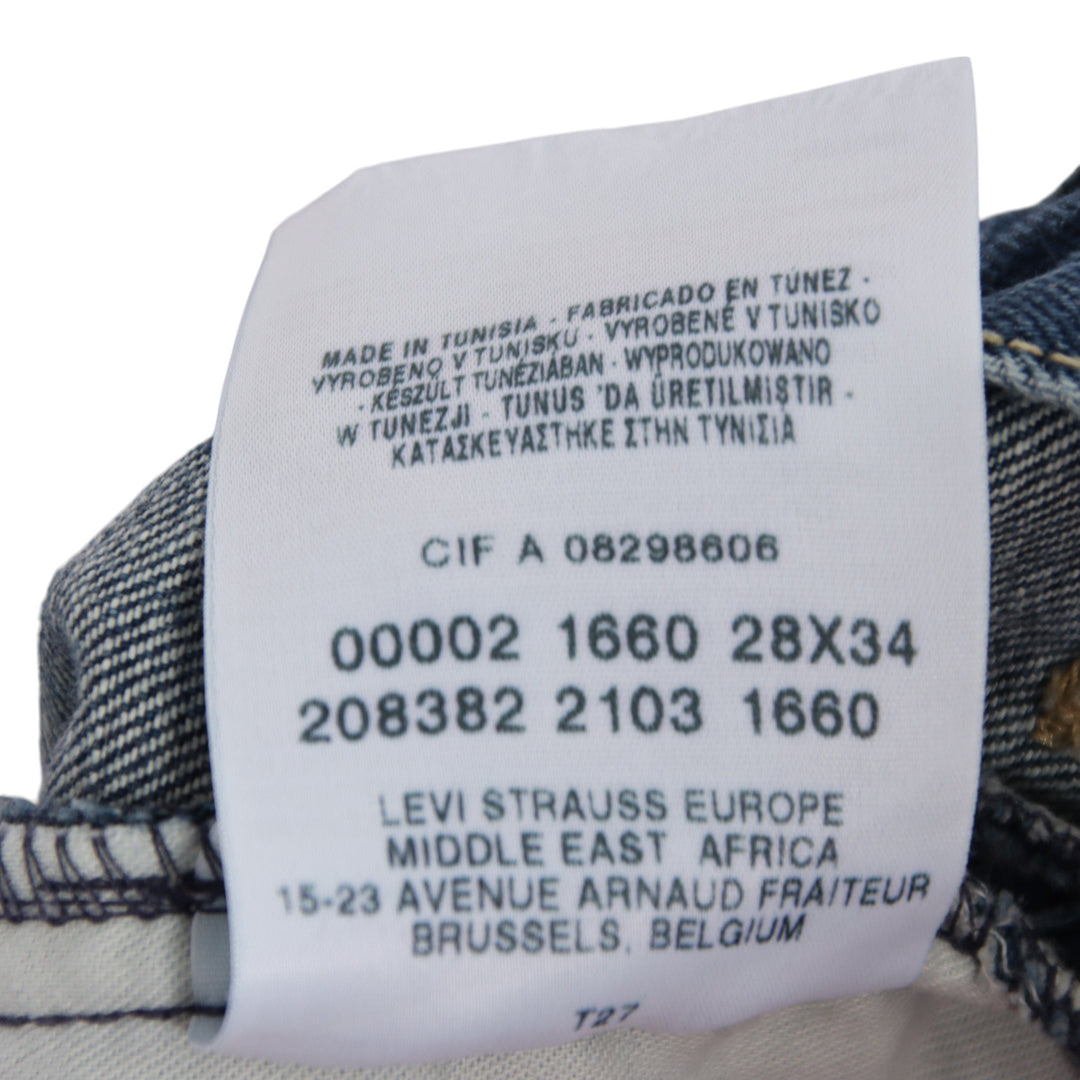 MADE IN TUNISIA - FABRICADO EN TÚNEZ -
VYROBENO V TUNISKU - VYROBENÉ V TUNISKO
- KÉSZÜLT TUNÉZIÁBAN - WYPRODUKOWANO
W TUNEZJI - TUNUS 'DA ÜRETILMIŞTIR -
ΚΑΤΑΣΚΕΥΑΣΤΗΚΕ ΣΤΗΝ ΤΥΝΙΣΙΑ
CIF A 08298606
00002 1660 28X34
208382 2103 1660
LEVI STRAUSS EUROPE
MIDDLE EAST AFRICA
15-23 AVENUE ARNAUD FRAITEUR
BRUSSELS, BELGIUM
T27